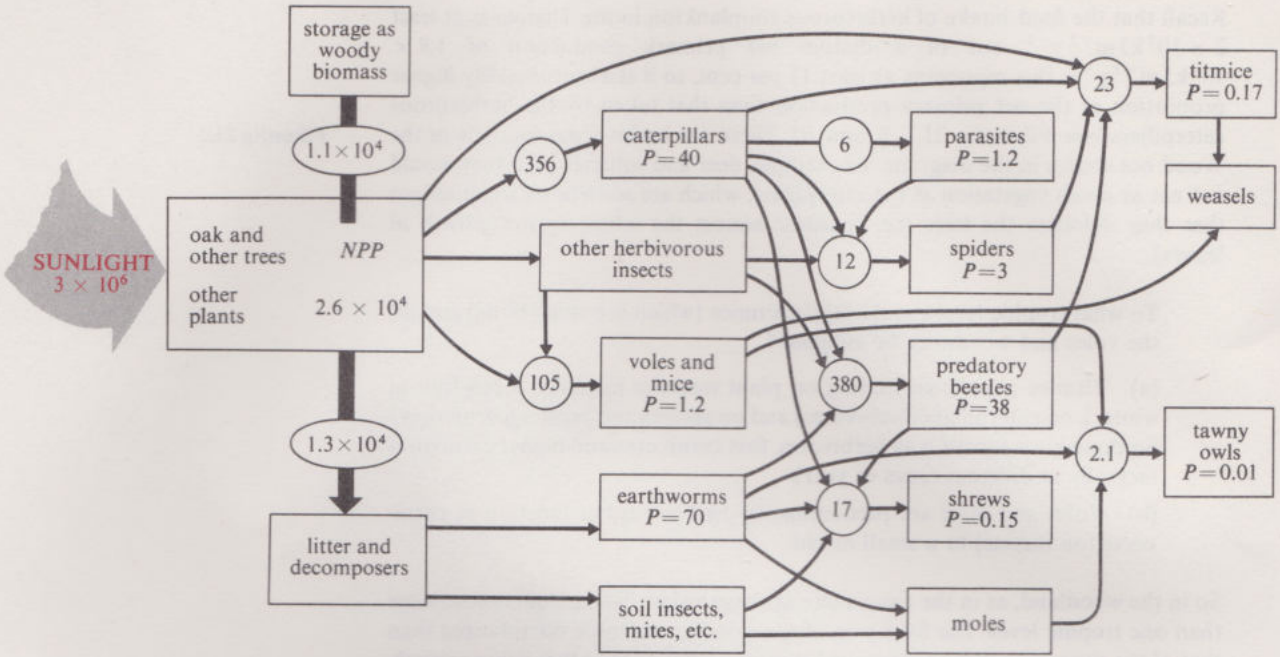 storage as
woody
biomass
1.1 × 10⁴
SUNLIGHT
3 × 10⁶
oak and
other trees
NPP
other
plants
2.6 × 10⁴
1.3 × 10⁴
litter and
decomposers
356
caterpillars
P = 40
6
parasites
P = 1.2
23
titmice
P = 0.17
weasels
other herbivorous
insects
12
spiders
P = 3
105
voles and
mice
P = 1.2
380
predatory
beetles
P = 38
2.1
tawny
owls
P = 0.01
earthworms
P = 70
17
shrews
P = 0.15
soil insects,
mites, etc.
moles